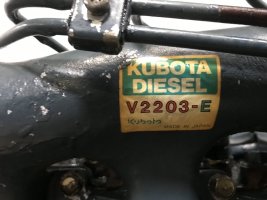 KUBOTA
DIESEL
V2203-E
Kubota
MADE IN JAPAN